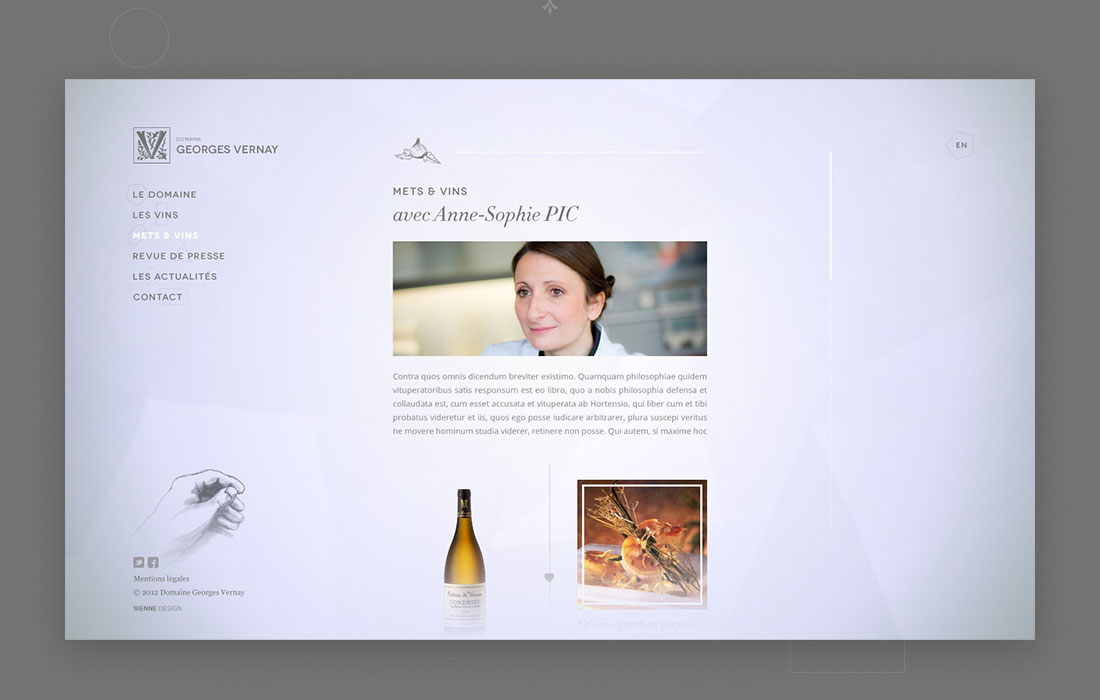 DOMAINE
GEORGES VERNAY
EN
LE DOMAINE
LES VINS
METS & VINS
REVUE DE PRESSE
LES ACTUALITÉS
CONTACT
METS & VINS
avec Anne-Sophie PIC
Contra quos omnis dicendum breviter existimo. Quamquam philosophiae quidem
vituperatoribus satis responsum est eo libro, quo a nobis philosophia defensa et
collaudata est, cum esset accusata et vituperata ab Hortensio. qui liber cum et tibi
probatus videretur et iis, quos ego posse iudicare arbitrarer, plura suscepi veritus
ne movere hominum studia viderer, retinere non posse. Qui autem, si maxime hoc
CONDRIEU
Grosse gambas piquée
Mentions légales
© 2012 Domaine Georges Vernay
SIENNE DESIGN